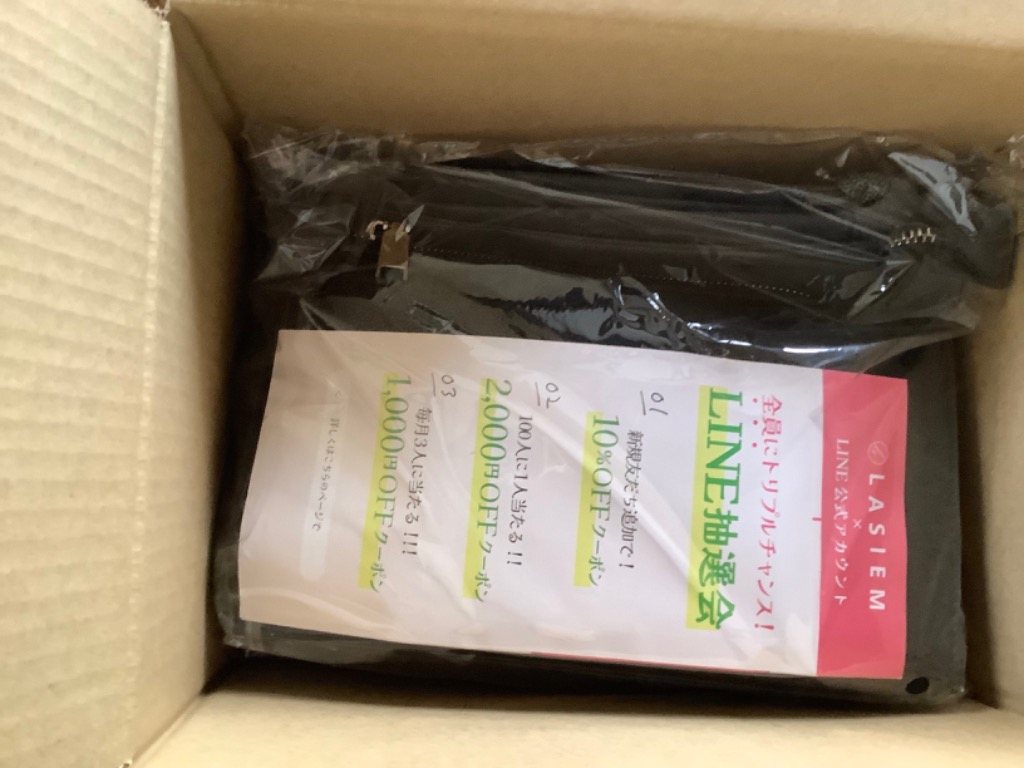 LASIEM
×
LINE 公式アカウント
全員にトリプルチャンス!
LINE抽選会
01
新規友だち追加で!
10%OFFクーポン
02
100人に1人当たる!!
2,000円OFFクーポン
03
毎月3人に当たる!!!
1,000円OFFクーポン
詳しくはこちらのページで